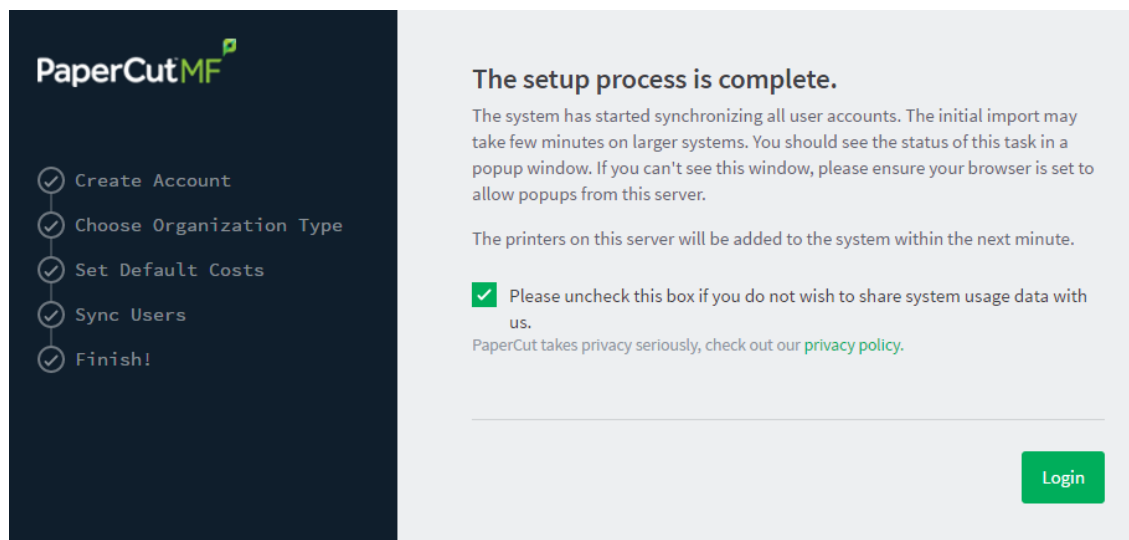 PaperCut MF
Create Account
Choose Organization Type
Set Default Costs
Sync Users
Finish!
The setup process is complete.
The system has started synchronizing all user accounts. The initial import may
take few minutes on larger systems. You should see the status of this task in a
popup window. If you can't see this window, please ensure your browser is set to
allow popups from this server.
The printers on this server will be added to the system within the next minute.
Please uncheck this box if you do not wish to share system usage data with
us.
PaperCut takes privacy seriously, check out our privacy policy.
Login